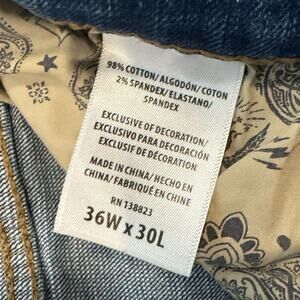 98% COTTON/ ALGODÓN/ COTON
2% SPANDEX/ ELASTANO/
SPANDEX
EXCLUSIVE OF DECORATION/
EXCLUSIVO PARA DECORACIÓN
EXCLUSIF DE DÉCORATION
MADE IN CHINA/ HECHO EN
CHINA/ FABRIQUÉ EN CHINE
RN 138823
36W x 30L